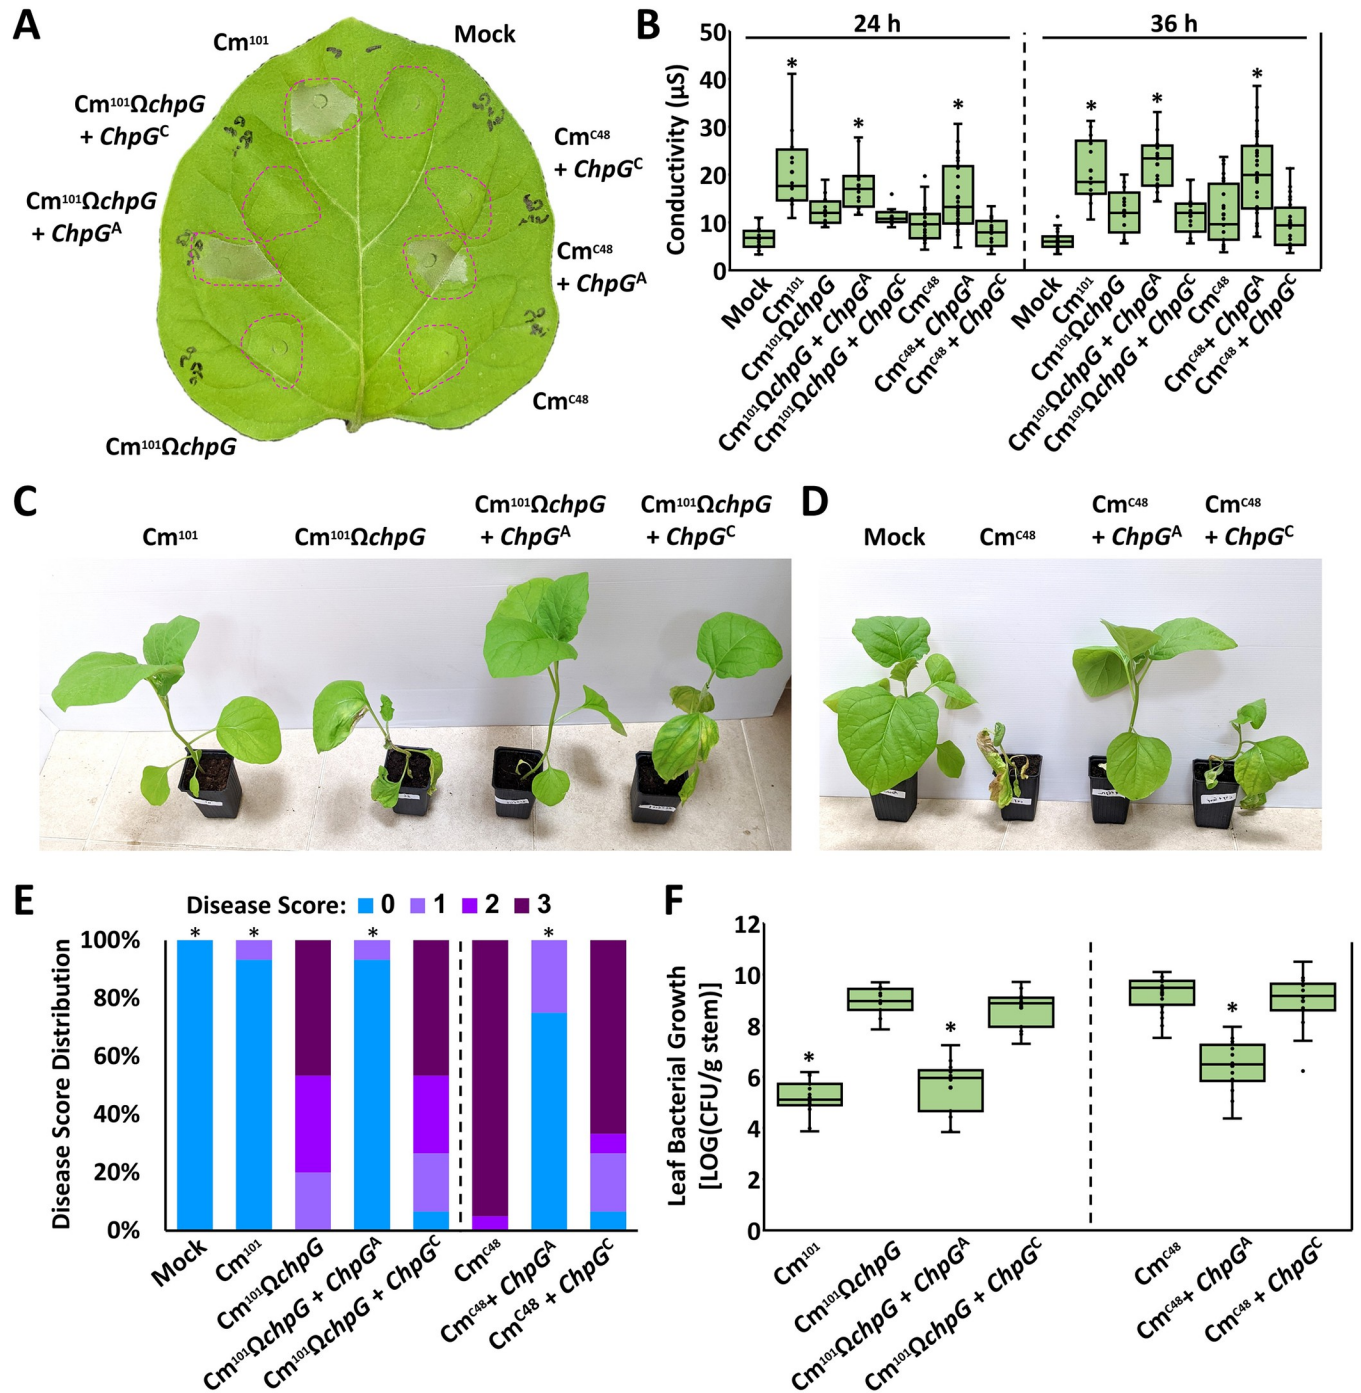 A
Cm¹⁰¹
Mock
Cm¹⁰¹ΩchpG
+ ChpGᶜ
Cm¹⁰¹ΩchpG
+ ChpGᴬ
Cmᶜ⁴⁸
+ ChpGᶜ
Cmᶜ⁴⁸
+ ChpGᴬ
Cmᶜ⁴⁸
Cm¹⁰¹ΩchpG
B
24 h
36 h
Conductivity (µS)
50
40
30
20
10
0
*
*
*
*
*
*
Mock
Cm¹⁰¹
Cm¹⁰¹ΩchpG
Cm¹⁰¹ΩchpG + ChpGᴬ
Cm¹⁰¹ΩchpG + ChpGᶜ
Cmᶜ⁴⁸
Cmᶜ⁴⁸+ ChpGᴬ
Cmᶜ⁴⁸ + ChpGᶜ
Mock
Cm¹⁰¹
Cm¹⁰¹ΩchpG
Cm¹⁰¹ΩchpG + ChpGᴬ
Cm¹⁰¹ΩchpG + ChpGᶜ
Cmᶜ⁴⁸
Cmᶜ⁴⁸+ ChpGᴬ
Cmᶜ⁴⁸ + ChpGᶜ
C
Cm¹⁰¹
Cm¹⁰¹ΩchpG
Cm¹⁰¹ΩchpG
+ ChpGᴬ
Cm¹⁰¹ΩchpG
+ ChpGᶜ
D
Mock
Cmᶜ⁴⁸
Cmᶜ⁴⁸
+ ChpGᴬ
Cmᶜ⁴⁸
+ ChpGᶜ
E
Disease Score: 0 1 2 3
Disease Score Distribution
100%
80%
60%
40%
20%
0%
*
*
*
*
Mock
Cm¹⁰¹
Cm¹⁰¹ΩchpG
Cm¹⁰¹ΩchpG + ChpGᴬ
Cm¹⁰¹ΩchpG + ChpGᶜ
Cmᶜ⁴⁸
Cmᶜ⁴⁸+ ChpGᴬ
Cmᶜ⁴⁸ + ChpGᶜ
F
Leaf Bacterial Growth
[LOG(CFU/g stem)]
12
10
8
6
4
2
0
*
*
*
Cm¹⁰¹
Cm¹⁰¹ΩchpG
Cm¹⁰¹ΩchpG + ChpGᴬ
Cm¹⁰¹ΩchpG + ChpGᶜ
Cmᶜ⁴⁸
Cmᶜ⁴⁸+ ChpGᴬ
Cmᶜ⁴⁸ + ChpGᶜ